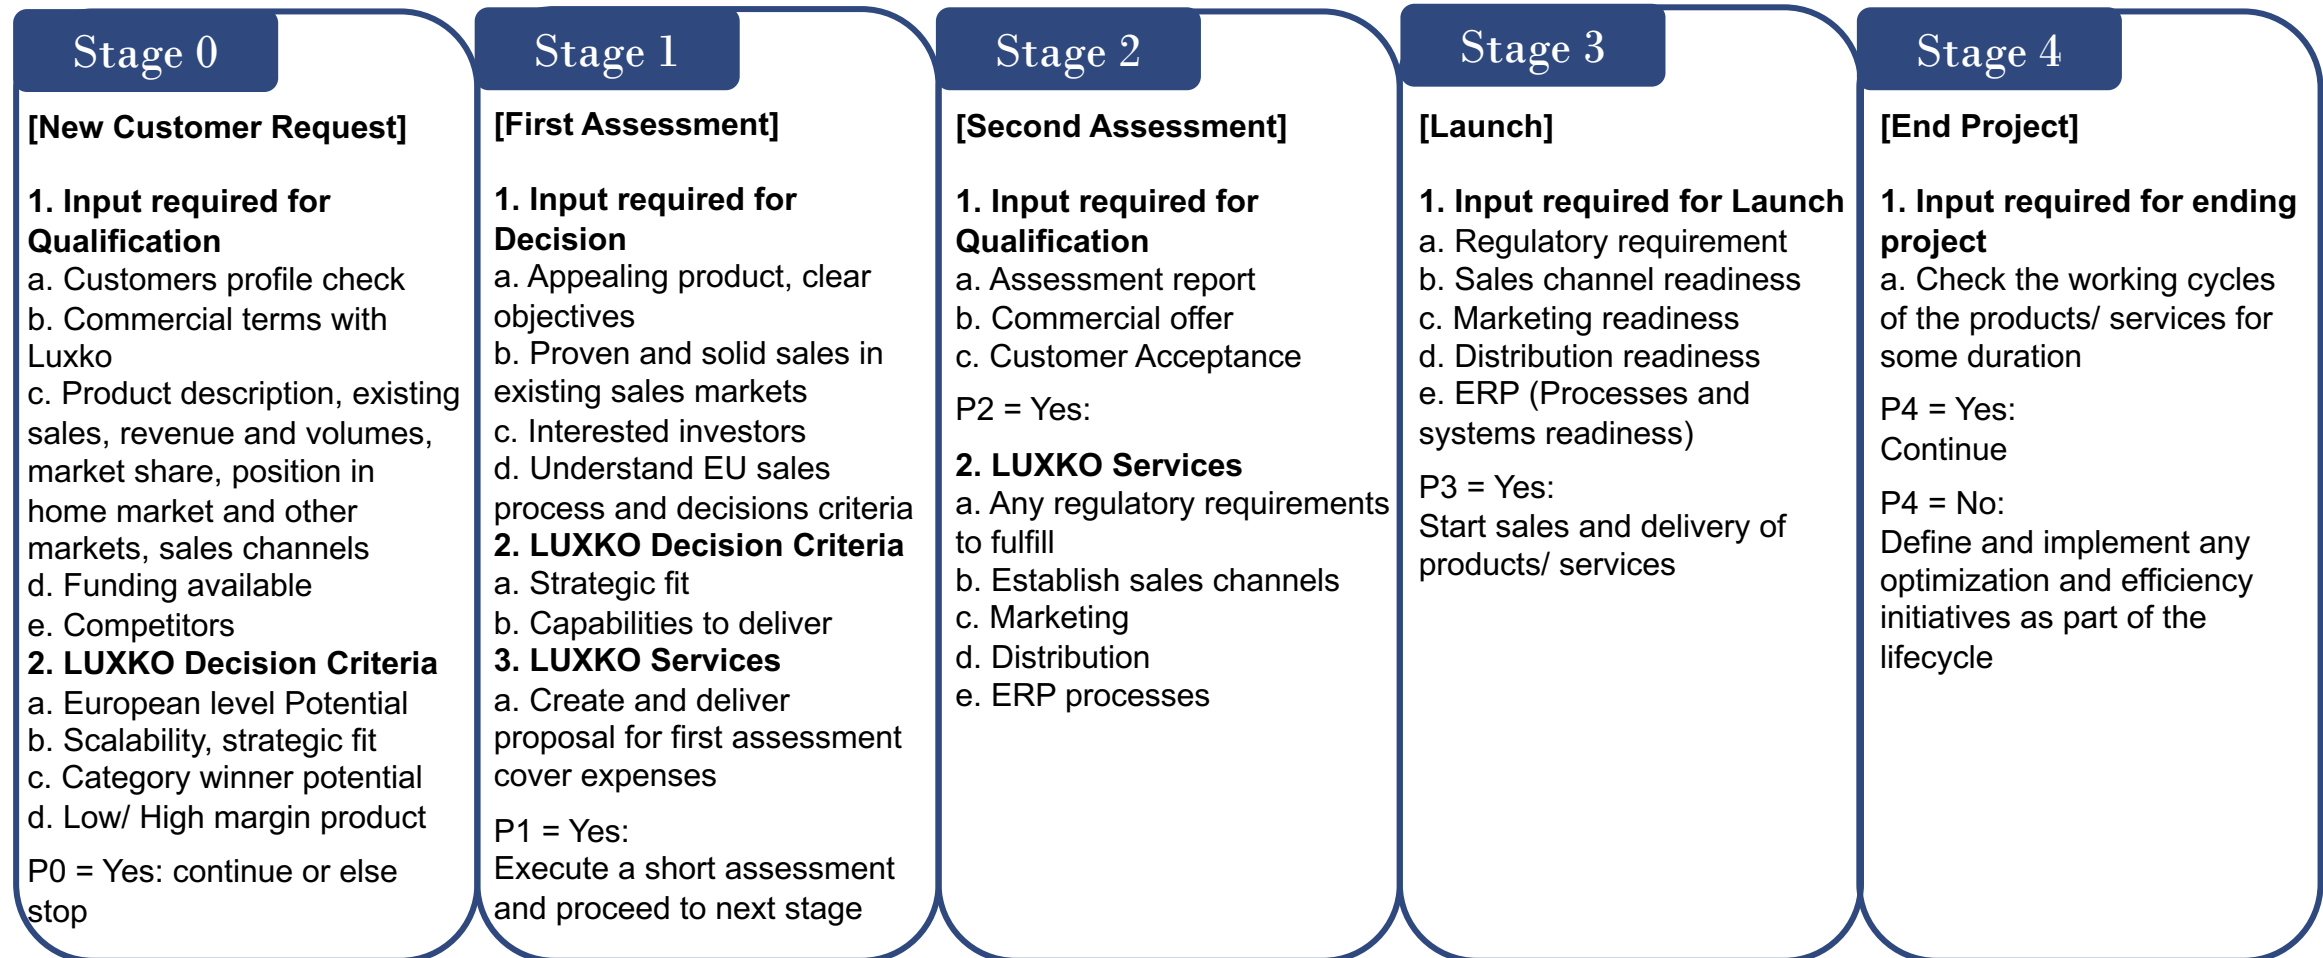 Stage 0
[New Customer Request]
1. Input required for
Qualification
a. Customers profile check
b. Commercial terms with
Luxko
c. Product description, existing
sales, revenue and volumes,
market share, position in
home market and other
markets, sales channels
d. Funding available
e. Competitors
2. LUXKO Decision Criteria
a. European level Potential
b. Scalability, strategic fit
c. Category winner potential
d. Low/ High margin product
P0 = Yes: continue or else
stop
Stage 1
[First Assessment]
1. Input required for
Decision
a. Appealing product, clear
objectives
b. Proven and solid sales in
existing sales markets
c. Interested investors
d. Understand EU sales
process and decisions criteria
2. LUXKO Decision Criteria
a. Strategic fit
b. Capabilities to deliver
3. LUXKO Services
a. Create and deliver
proposal for first assessment
cover expenses
P1 = Yes:
Execute a short assessment
and proceed to next stage
Stage 2
[Second Assessment]
1. Input required for
Qualification
a. Assessment report
b. Commercial offer
c. Customer Acceptance
P2 = Yes:
2. LUXKO Services
a. Any regulatory requirements
to fulfill
b. Establish sales channels
c. Marketing
d. Distribution
e. ERP processes
Stage 3
[Launch]
1. Input required for Launch
a. Regulatory requirement
b. Sales channel readiness
c. Marketing readiness
d. Distribution readiness
e. ERP (Processes and
systems readiness)
P3 = Yes:
Start sales and delivery of
products/ services
Stage 4
[End Project]
1. Input required for ending
project
a. Check the working cycles
of the products/ services for
some duration
P4 = Yes:
Continue
P4 = No:
Define and implement any
optimization and efficiency
initiatives as part of the
lifecycle